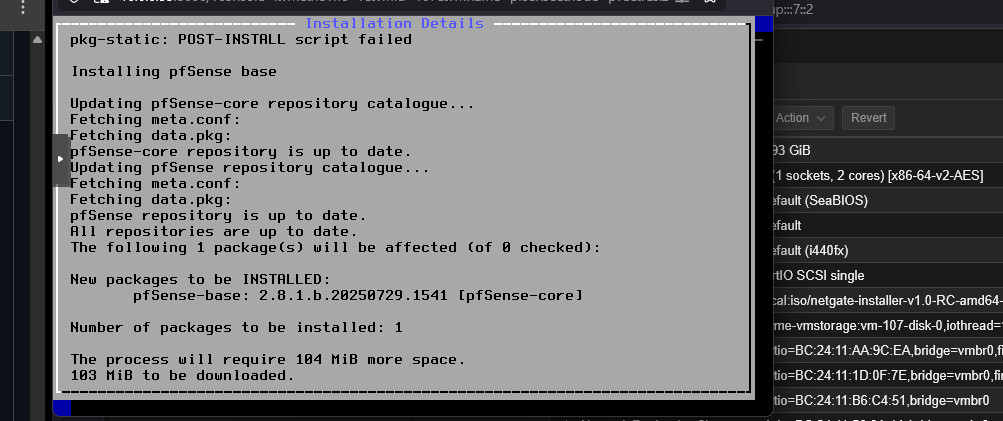 Installation Details
pkg-static: POST-INSTALL script failed
Installing pfSense base
Updating pfSense-core repository catalogue...
Fetching meta.conf:
Fetching data.pkg:
pfSense-core repository is up to date.
Updating pfSense repository catalogue...
Fetching meta.conf:
Fetching data.pkg:
pfSense repository is up to date.
All repositories are up to date.
The following 1 package(s) will be affected (of 0 checked):
New packages to be INSTALLED:
pfSense-base: 2.8.1.b.20250729.1541 [pfSense-core]
Number of packages to be installed: 1
The process will require 104 MiB more space.
103 MiB to be downloaded.
up:::7::2
Action Revert
93 GiB
(1 sockets, 2 cores) [x86-64-v2-AES]
efault (SeaBIOS)
efault
efault (i440fx)
rtIO SCSI single
cal:iso/netgate-installer-v1.0-RC-amd64-
me-vmstorage:vm-107-disk-0,iothread=
tio=BC:24:11:AA:9C:EA,bridge=vmbr0,fi
tio=BC:24:11:1D:0F:7E,bridge=vmbr0,fi
tio=BC:24:11:B6:C4:51,bridge=vmbr0